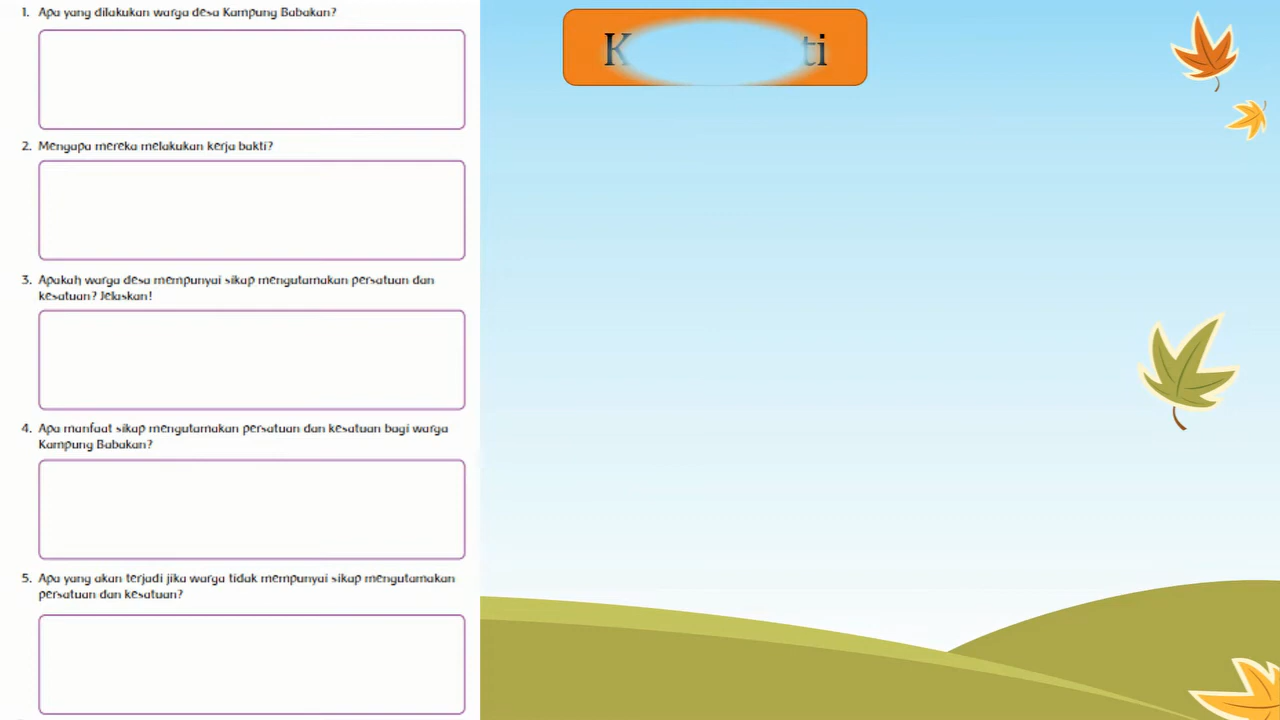 1. Apa yang dilakukan warga desa Kampung Babakan?
2. Mengapa mereka melakukan kerja bakti?
3. Apakah warga desa mempunyai sikap mengutamakan persatuan dan
kesatuan? Jelaskan!
4. Apa manfaat sikap mengutamakan persatuan dan kesatuan bagi warga
Kampung Babakan?
5. Apa yang akan terjadi jika warga tidak mempunyai sikap mengutamakan
persatuan dan kesatuan?